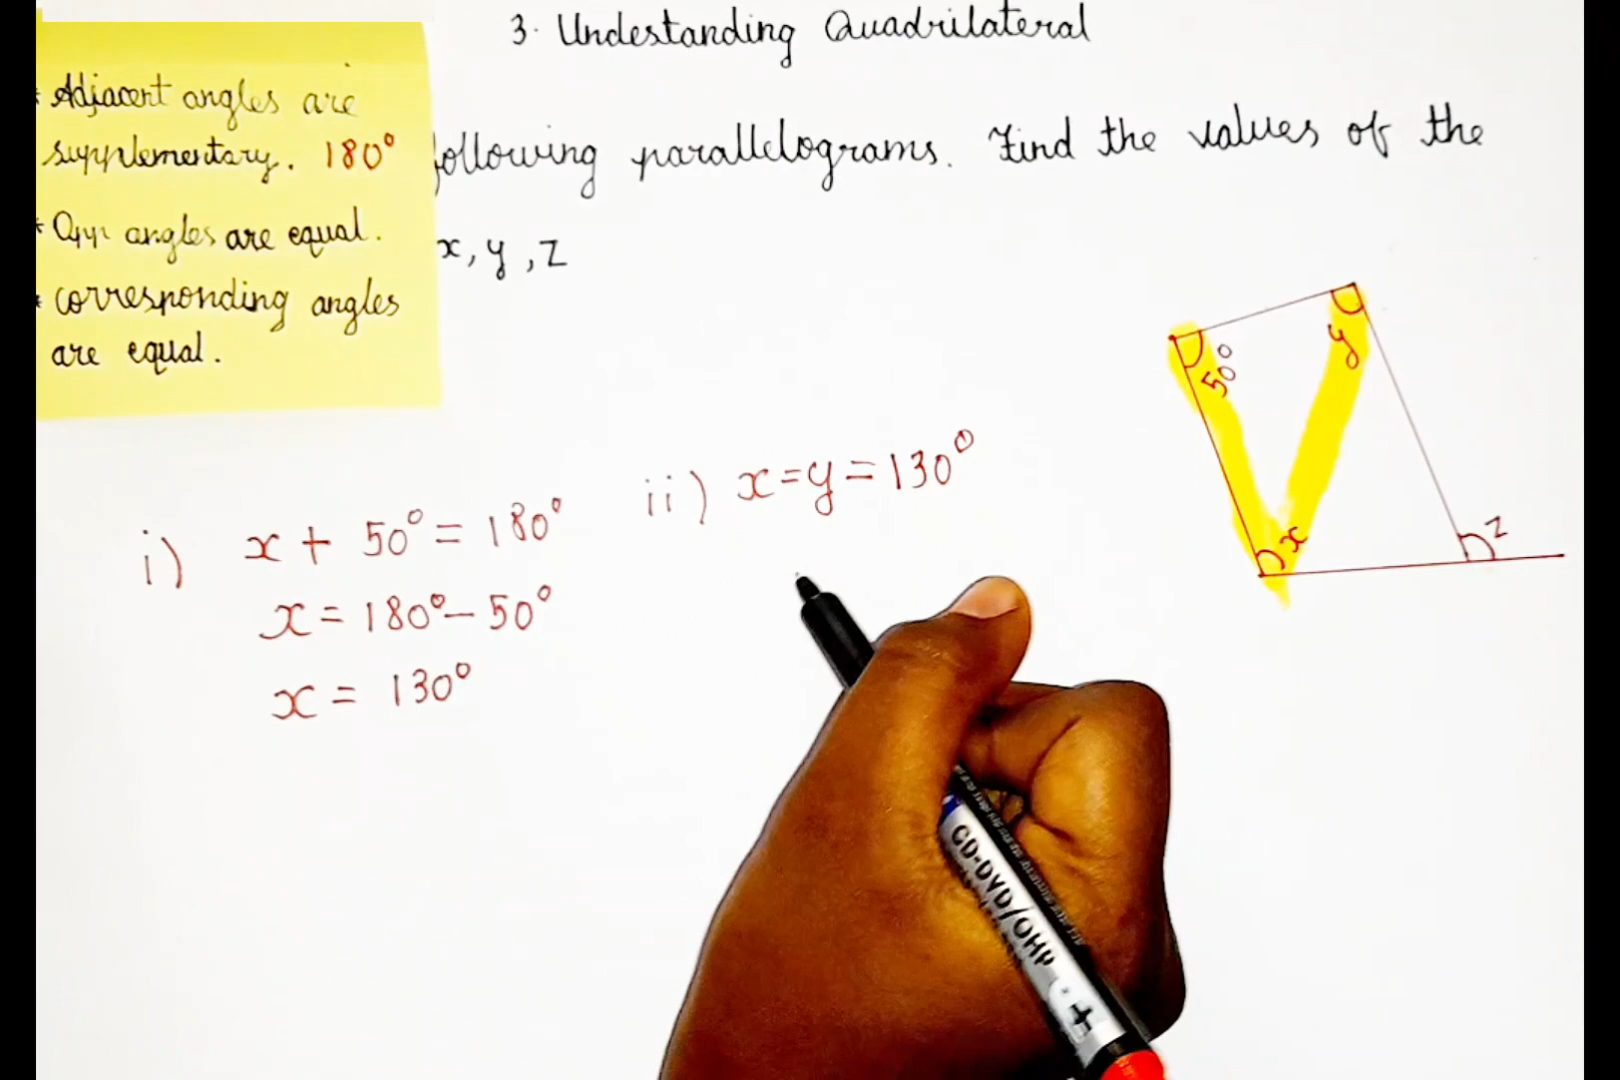 3. Undestanding Quadrilateral
* Adjacent angles are
supplementary. 180°
* Opp angles are equal.
* corresponding angles
are equal.
following parallelograms. Find the values of the
x, y, z
50°
y
x
z
i) x + 50° = 180°
x = 180° - 50°
x = 130°
ii) x = y = 130°
CD-DVD/OHP